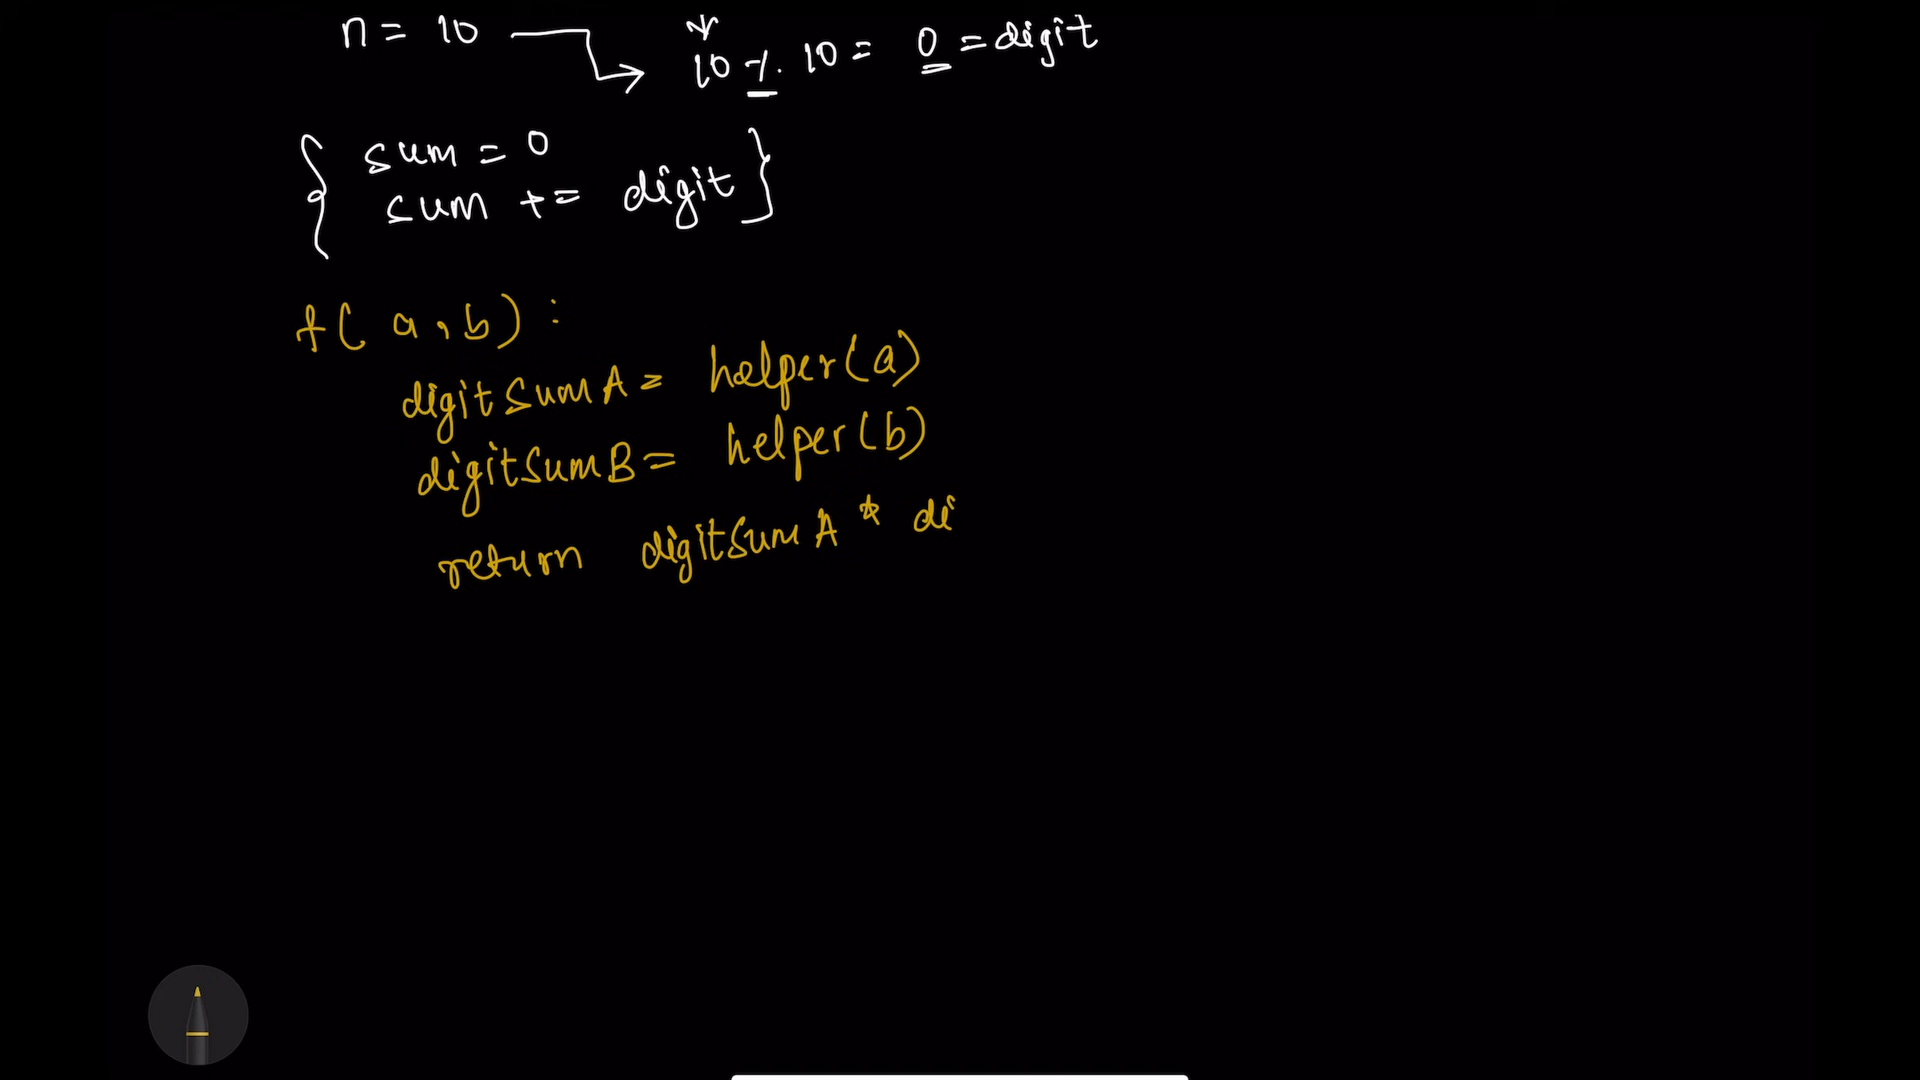 n = 10
10 % 10 = 0 = digit
{ sum = 0
sum += digit }
f( a, b) :
digitSumA = helper(a)
digitSumB = helper(b)
return digitSumA * di